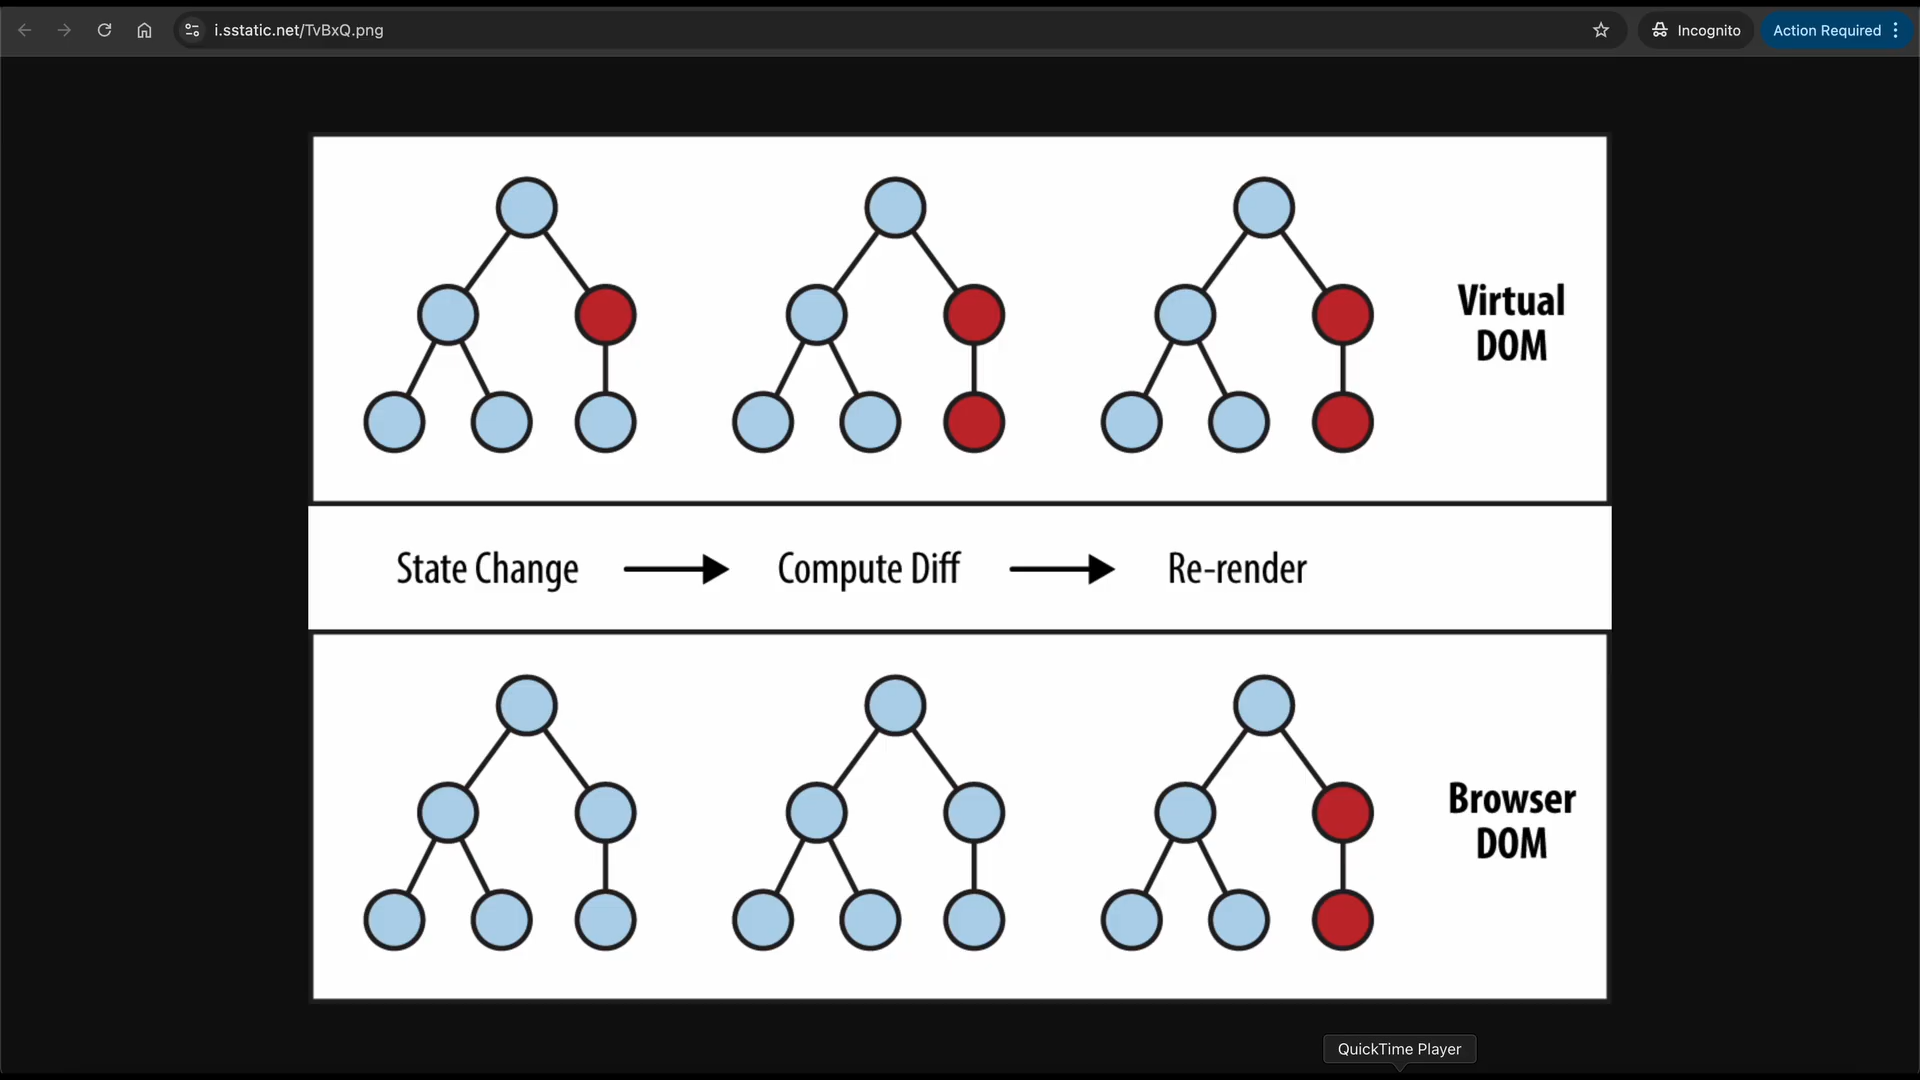 i.sstatic.net/TvBxQ.png
Incognito
Action Required
Virtual
DOM
State Change
Compute Diff
Re-render
Browser
DOM
QuickTime Player